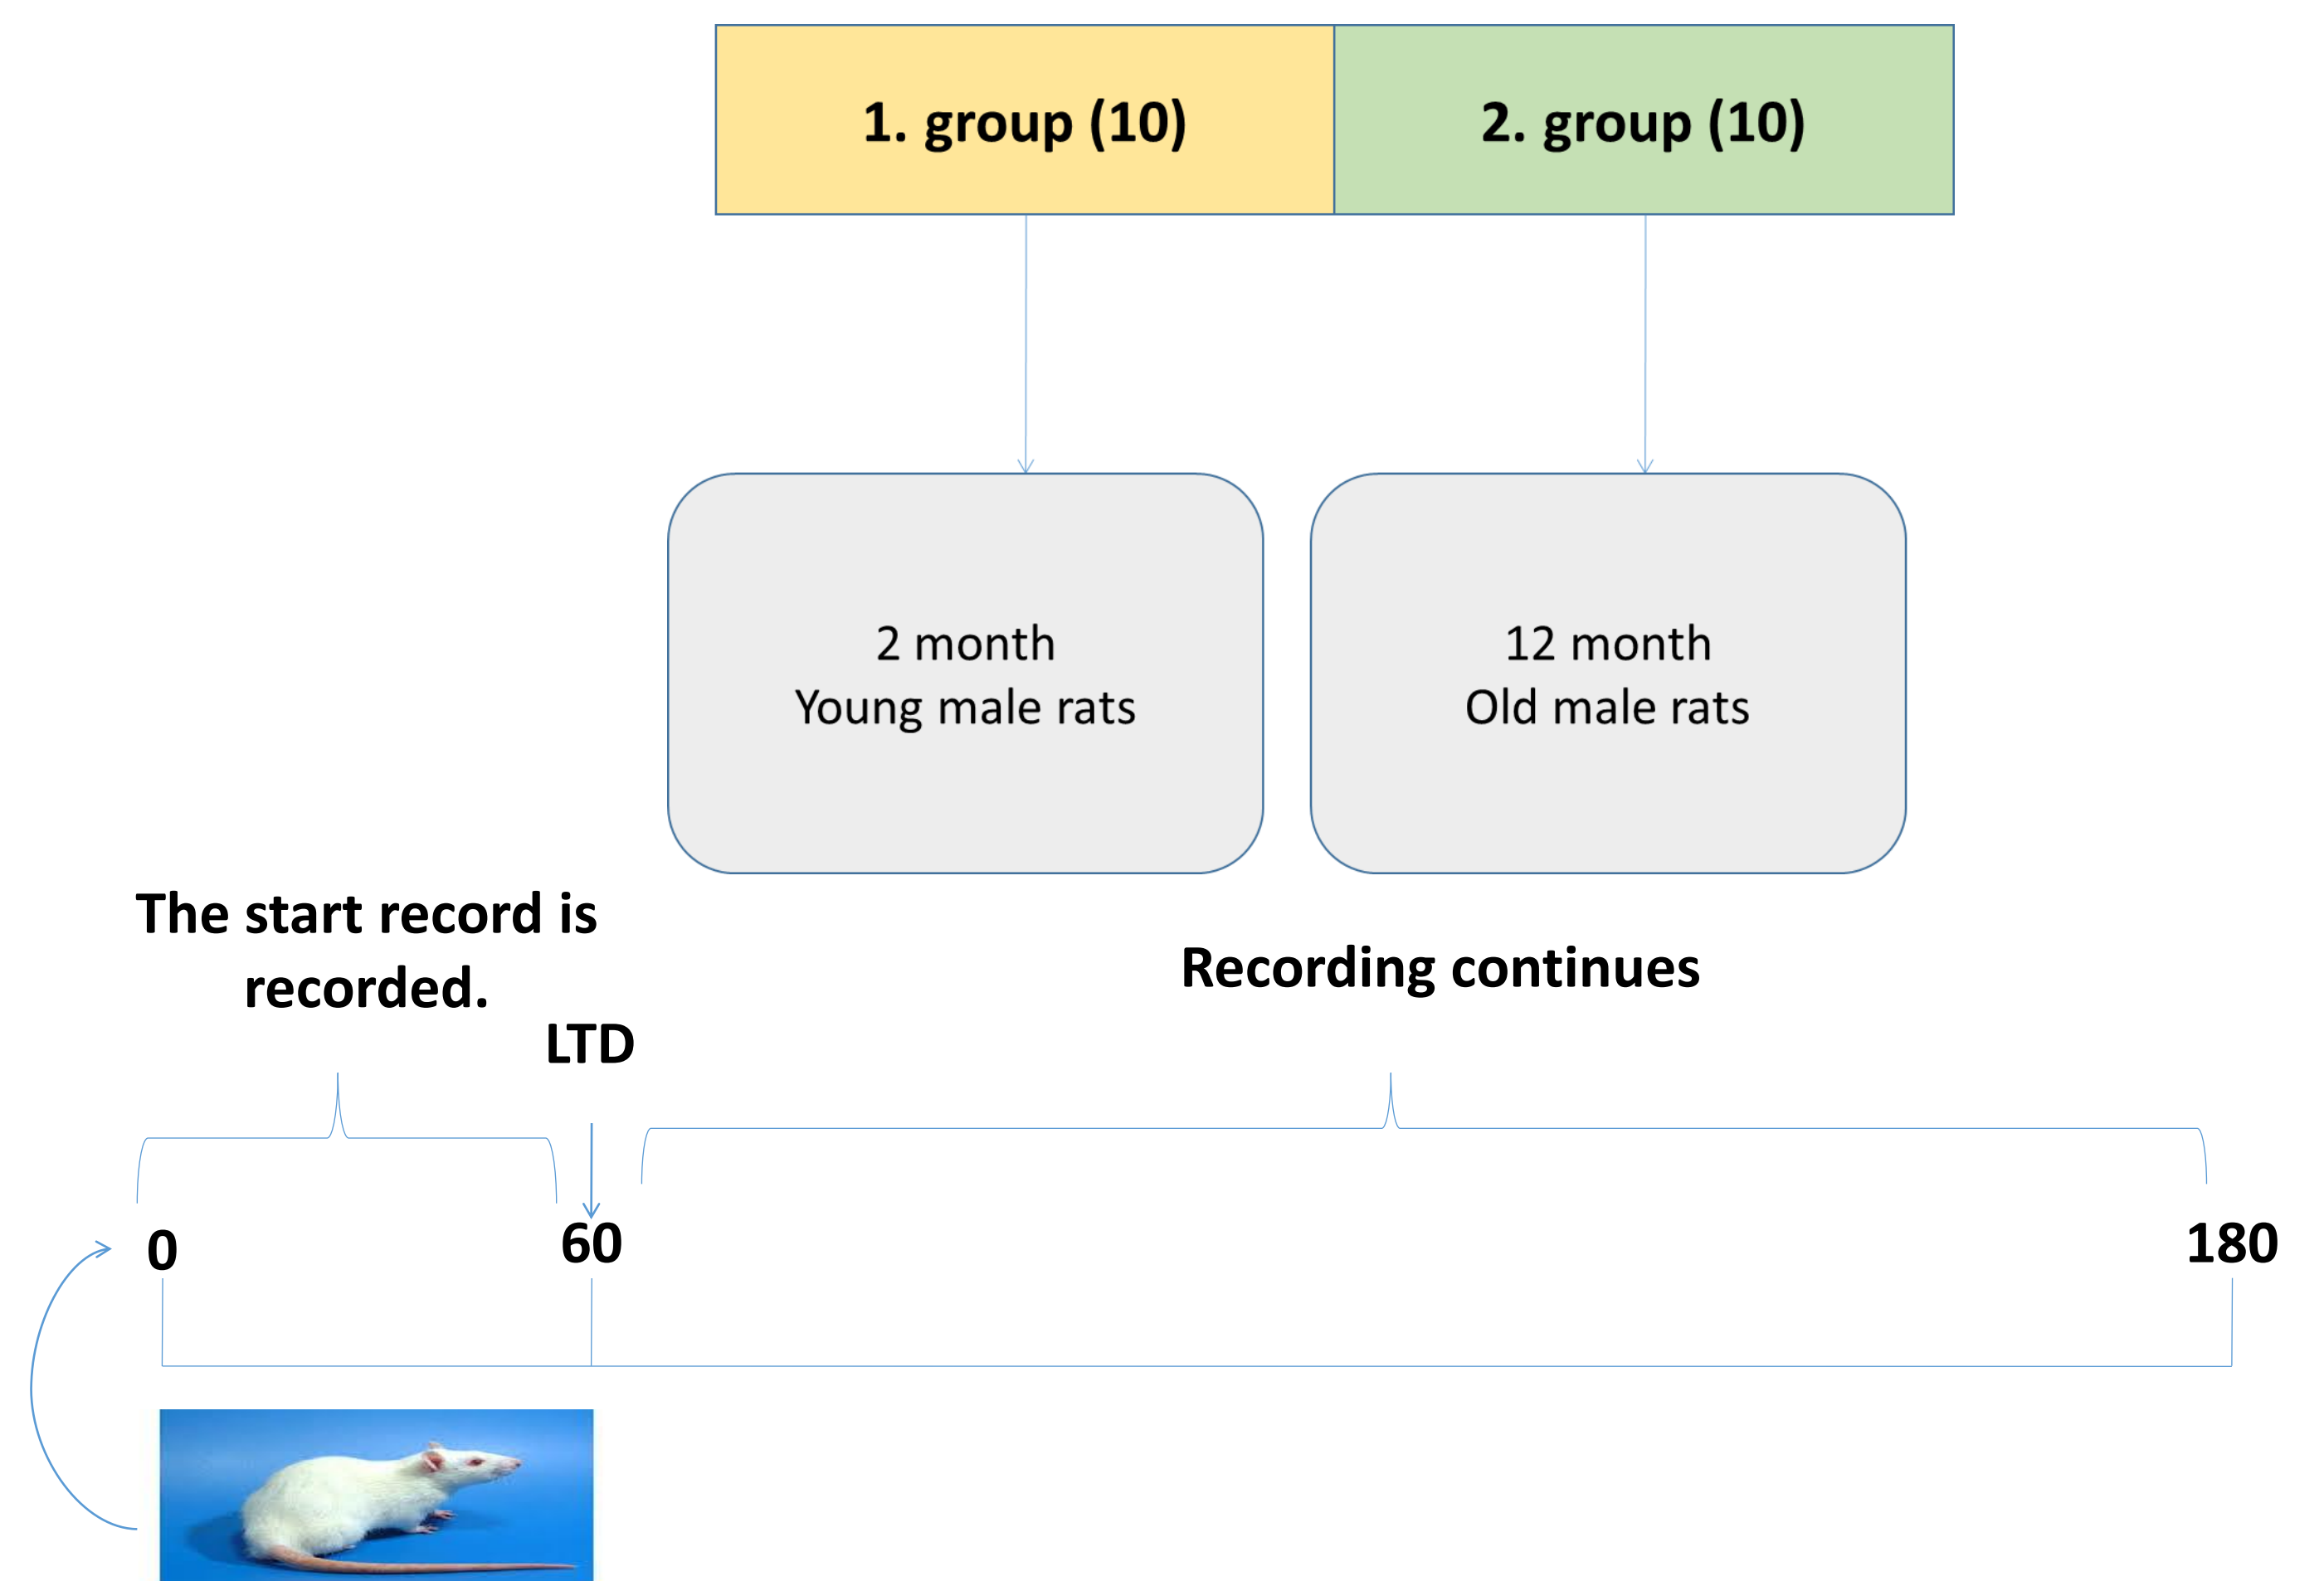 1. group (10)
2. group (10)
2 month
Young male rats
12 month
Old male rats
The start record is
recorded.
Recording continues
LTD
0
60
180